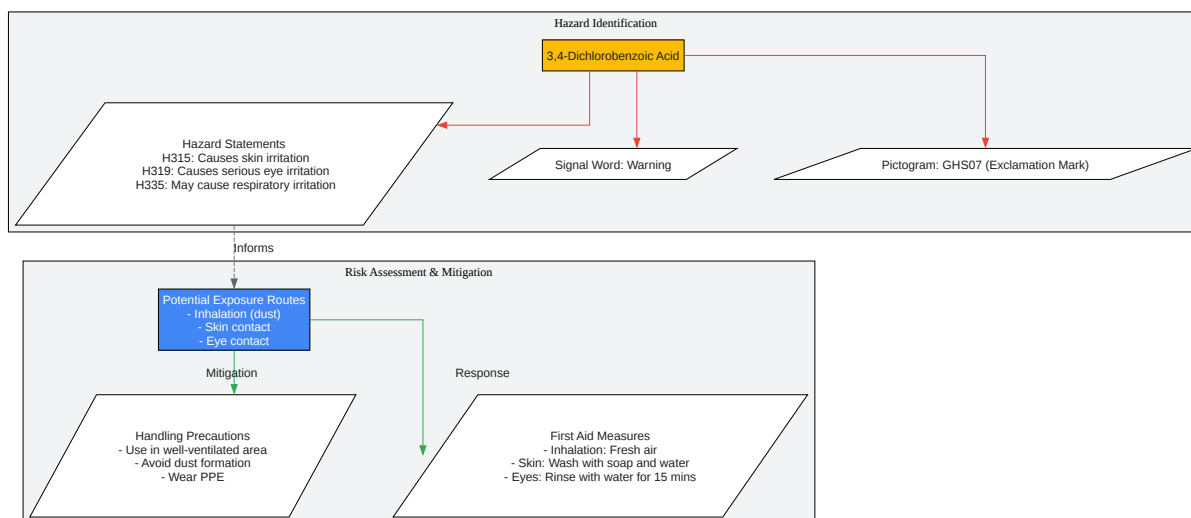 Hazard Identification
3,4-Dichlorobenzoic Acid
Hazard Statements
H315: Causes skin irritation
H319: Causes serious eye irritation
H335: May cause respiratory irritation
Signal Word: Warning
Pictogram: GHS07 (Exclamation Mark)
Informs
Risk Assessment & Mitigation
Potential Exposure Routes
- Inhalation (dust)
- Skin contact
- Eye contact
Mitigation
Response
Handling Precautions
- Use in well-ventilated area
- Avoid dust formation
- Wear PPE
First Aid Measures
- Inhalation: Fresh air
- Skin: Wash with soap and water
- Eyes: Rinse with water for 15 mins